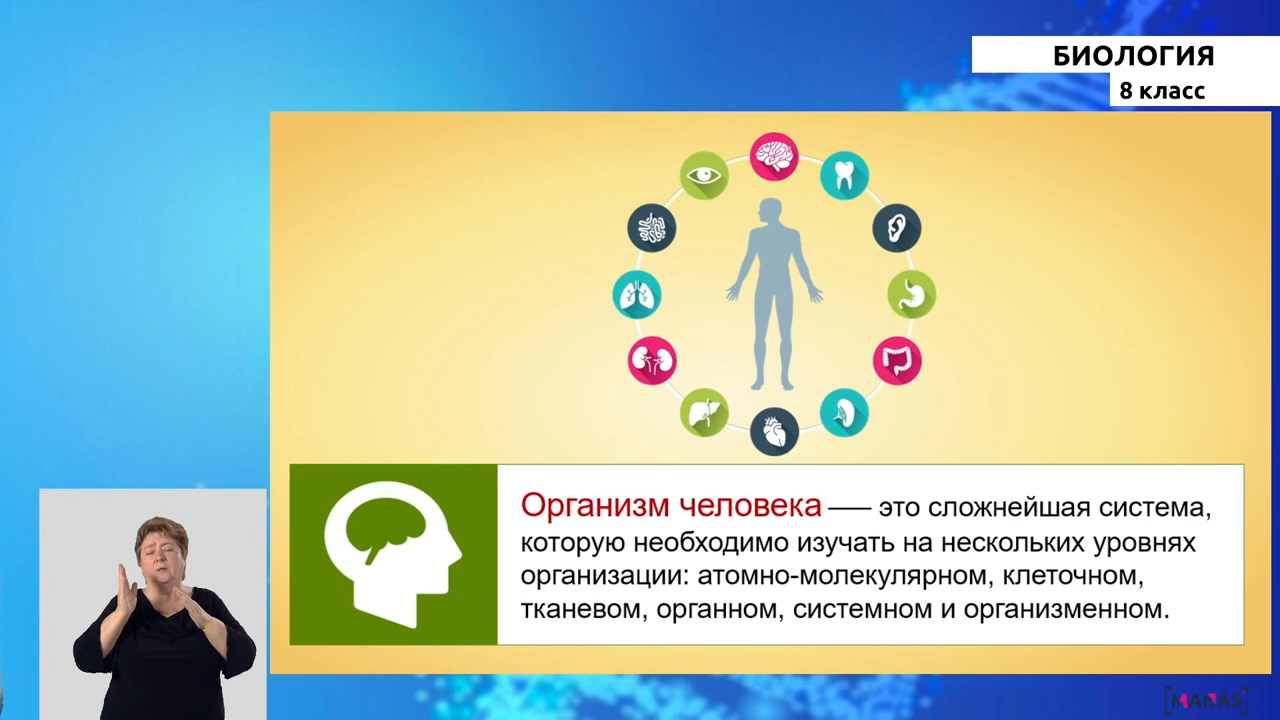 БИОЛОГИЯ
8 класс
Организм человека — это сложнейшая система,
которую необходимо изучать на нескольких уровнях
организации: атомно-молекулярном, клеточном,
тканевом, органном, системном и организменном.
[MANAS]